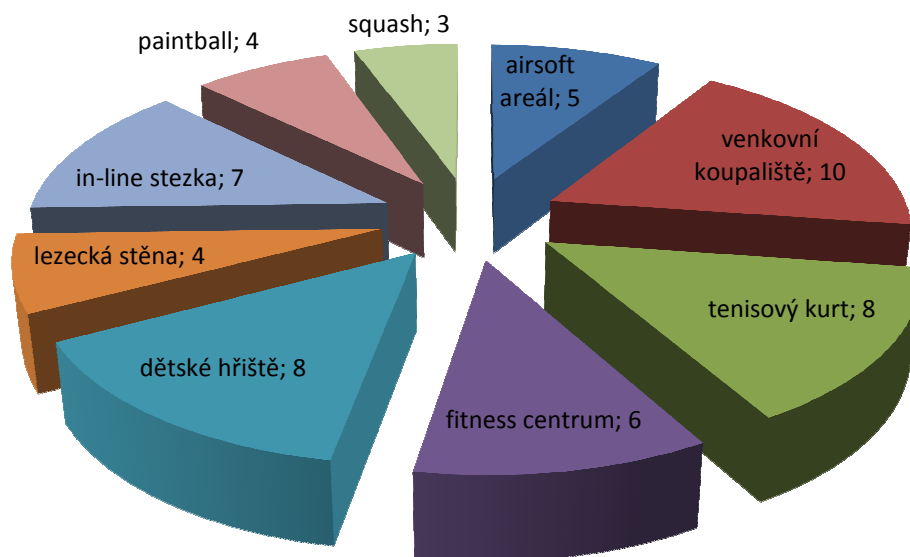 squash; 3
paintball; 4
airsoft
areál; 5
venkovní
koupaliště; 10
in-line stezka; 7
lezecká stěna; 4
tenisový kurt; 8
dětské hřiště; 8
fitness centrum; 6